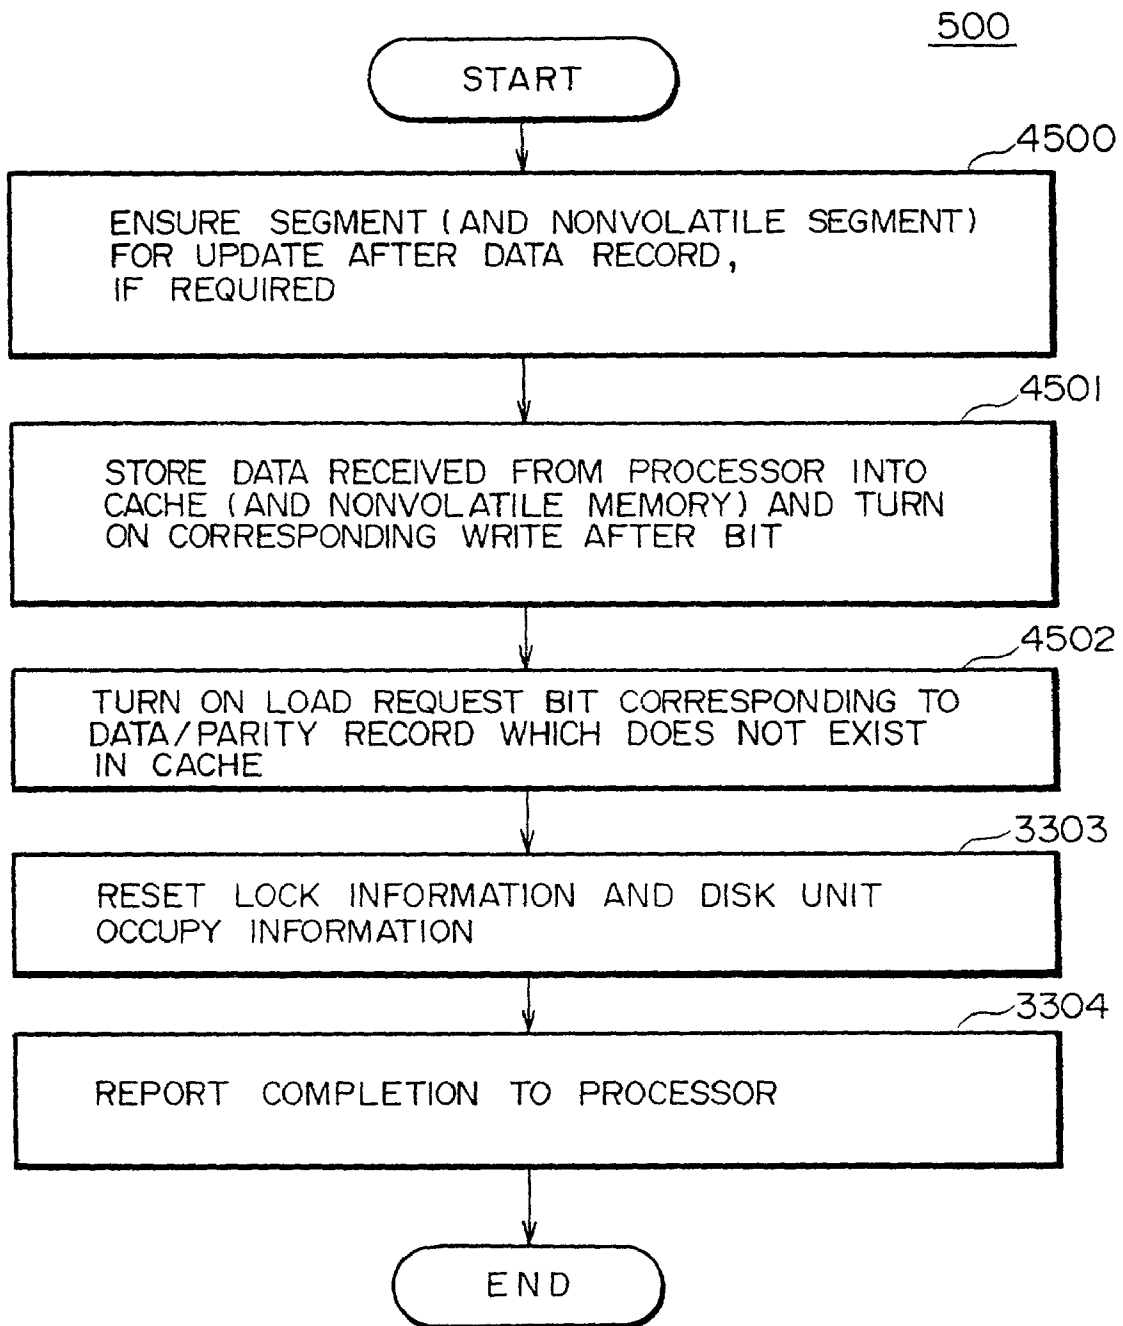 500
START
4500
ENSURE SEGMENT (AND NONVOLATILE SEGMENT)
FOR UPDATE AFTER DATA RECORD,
IF REQUIRED
4501
STORE DATA RECEIVED FROM PROCESSOR INTO
CACHE (AND NONVOLATILE MEMORY) AND TURN
ON CORRESPONDING WRITE AFTER BIT
4502
TURN ON LOAD REQUEST BIT CORRESPONDING TO
DATA/PARITY RECORD WHICH DOES NOT EXIST
IN CACHE
3303
RESET LOCK INFORMATION AND DISK UNIT
OCCUPY INFORMATION
3304
REPORT COMPLETION TO PROCESSOR
END